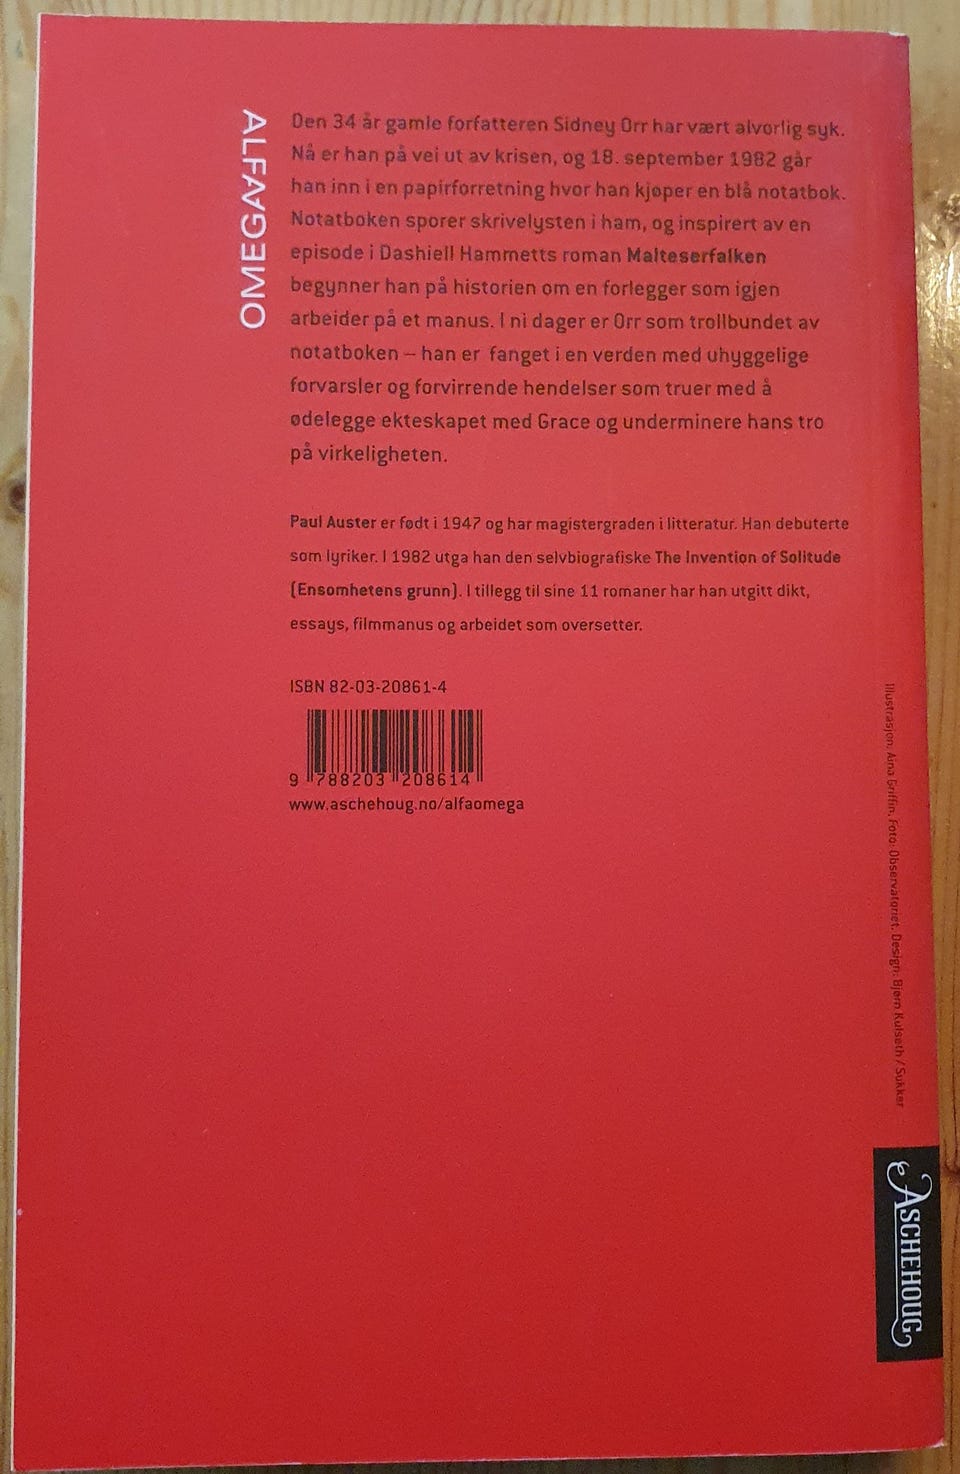 ALFAGEMO
Den 34 år gamle forfatteren Sidney Orr har vært alvorlig syk.
Nå er han på vei ut av krisen, og 18. september 1982 går
han inn i en papirforretning hvor han kjøper en blå notatbok.
Notatboken sporer skrivelysten i ham, og inspirert av en
episode i Dashiell Hammetts roman Malteserfalken
begynner han på historien om en forlegger som igjen
arbeider på et manus. I ni dager er Orr som trollbundet av
notatboken – han er fanget i en verden med uhyggelige
forvarsler og forvirrende hendelser som truer med å
ødelegge ekteskapet med Grace og underminere hans tro
på virkeligheten.
Paul Auster er født i 1947 og har magistergraden i litteratur. Han debuterte
som lyriker. I 1982 utga han den selvbiografiske The Invention of Solitude
(Ensomhetens grunn). I tillegg til sine 11 romaner har han utgitt dikt,
essays, filmmanus og arbeidet som oversetter.
ISBN 82-03-20861-4
9 788203 208614
www.aschehoug.no/alfaomega
Illustrasjon: Aina Griffin. Foto: Observatoriet. Design: Bjørn Kulseth / Sukker
ASCHEHOUG